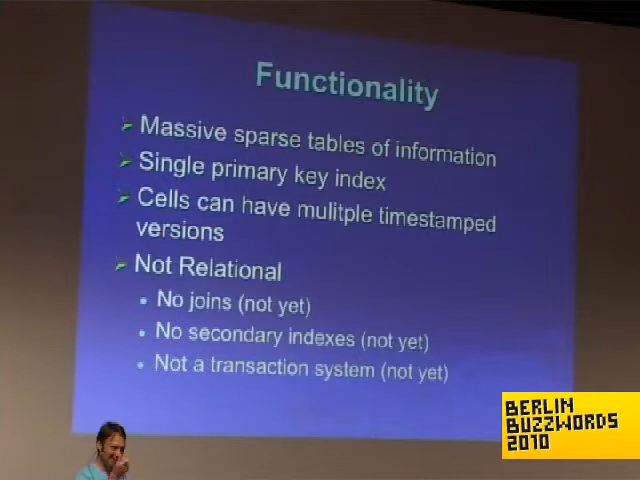 Functionality
Massive sparse tables of information
Single primary key index
Cells can have mulitple timestamped
versions
Not Relational
No joins (not yet)
No secondary indexes (not yet)
Not a transaction system (not yet)
BERLIN
BUZZWORDS
2010